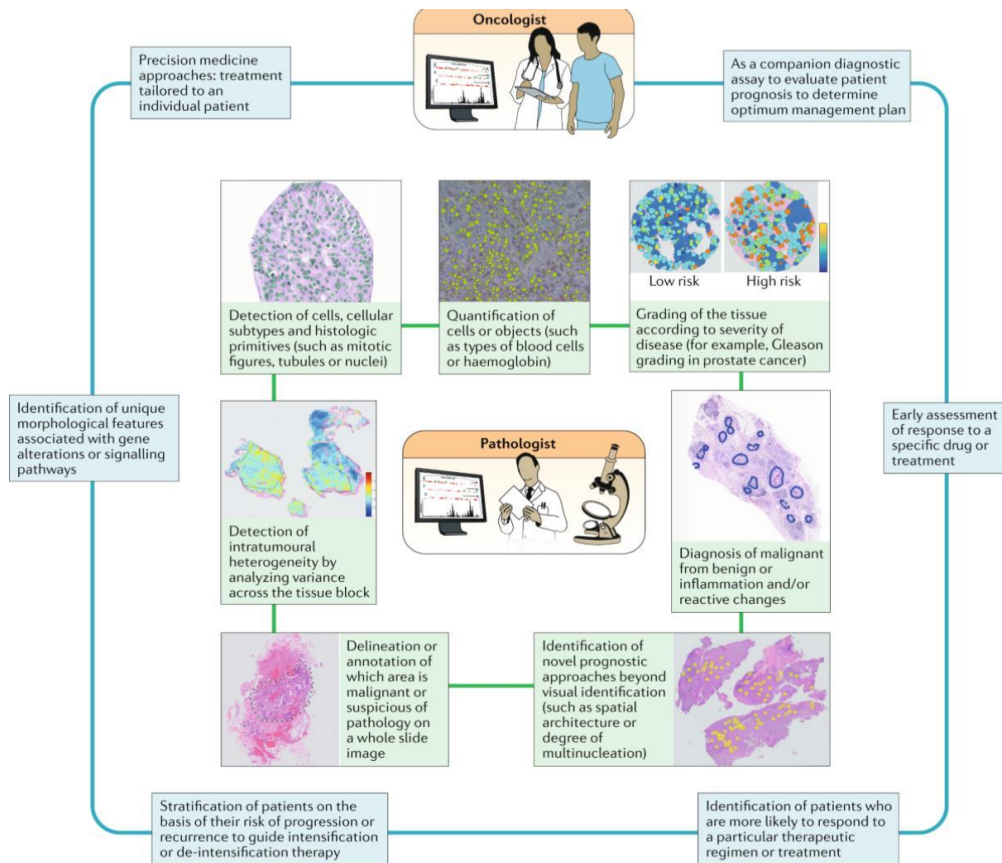 Oncologist
Precision medicine
approaches: treatment
tailored to an
individual patient
As a companion diagnostic
assay to evaluate patient
prognosis to determine
optimum management plan
Low risk
High risk
Detection of cells, cellular
subtypes and histologic
primitives (such as mitotic
figures, tubules or nuclei)
Quantification of
cells or objects (such
as types of blood cells
or haemoglobin)
Grading of the tissue
according to severity of
disease (for example, Gleason
grading in prostate cancer)
Identification of unique
morphological features
associated with gene
alterations or signalling
pathways
Pathologist
Early assessment
of response to a
specific drug or
treatment
Detection of
intratumoural
heterogeneity by
analyzing variance
across the tissue block
Diagnosis of malignant
from benign or
inflammation and/or
reactive changes
Delineation or
annotation of
which area is
malignant or
suspicious of
pathology on
a whole slide
image
Identification of
novel prognostic
approaches beyond
visual identification
(such as spatial
architecture or
degree of
multinucleation)
Stratification of patients on the
basis of their risk of progression or
recurrence to guide intensification
or de-intensification therapy
Identification of patients who
are more likely to respond to
a particular therapeutic
regimen or treatment